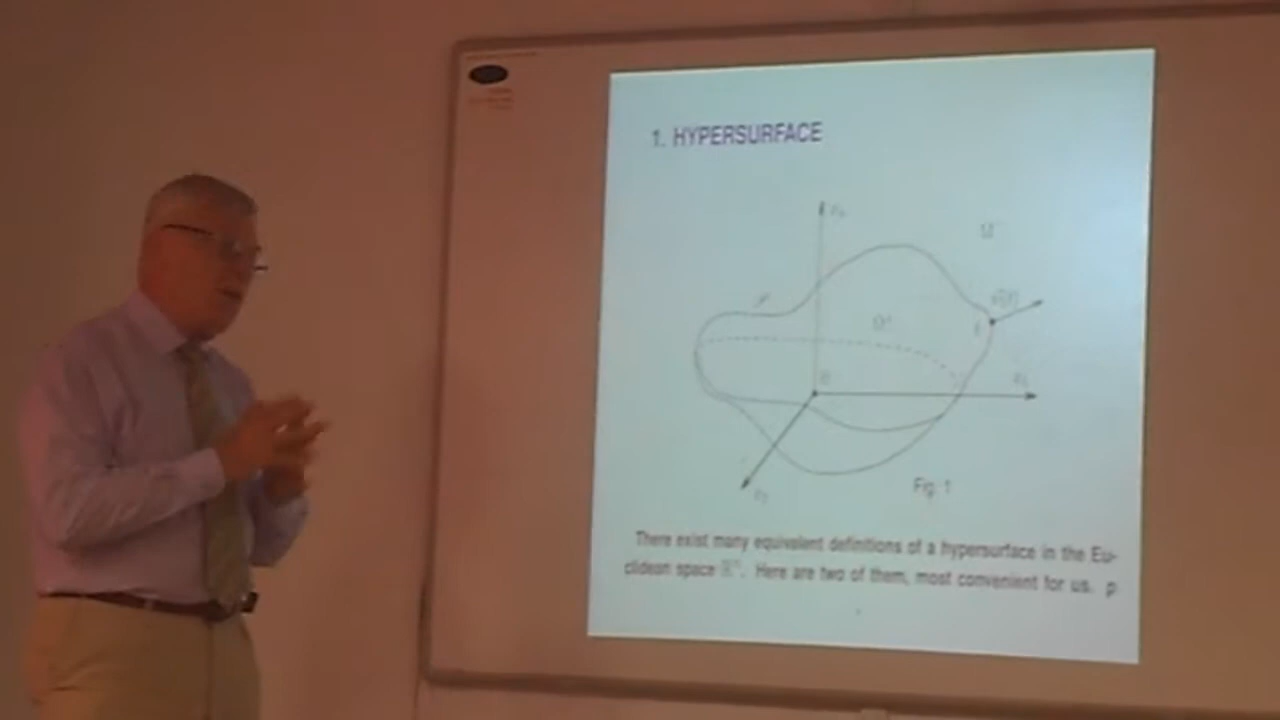 1. HYPERSURFACE
Fig. 1
There exist many equivalent definitions of a hypersurface in the Eu-
clidean space ℝⁿ. Here are two of them, most convenient for us. p